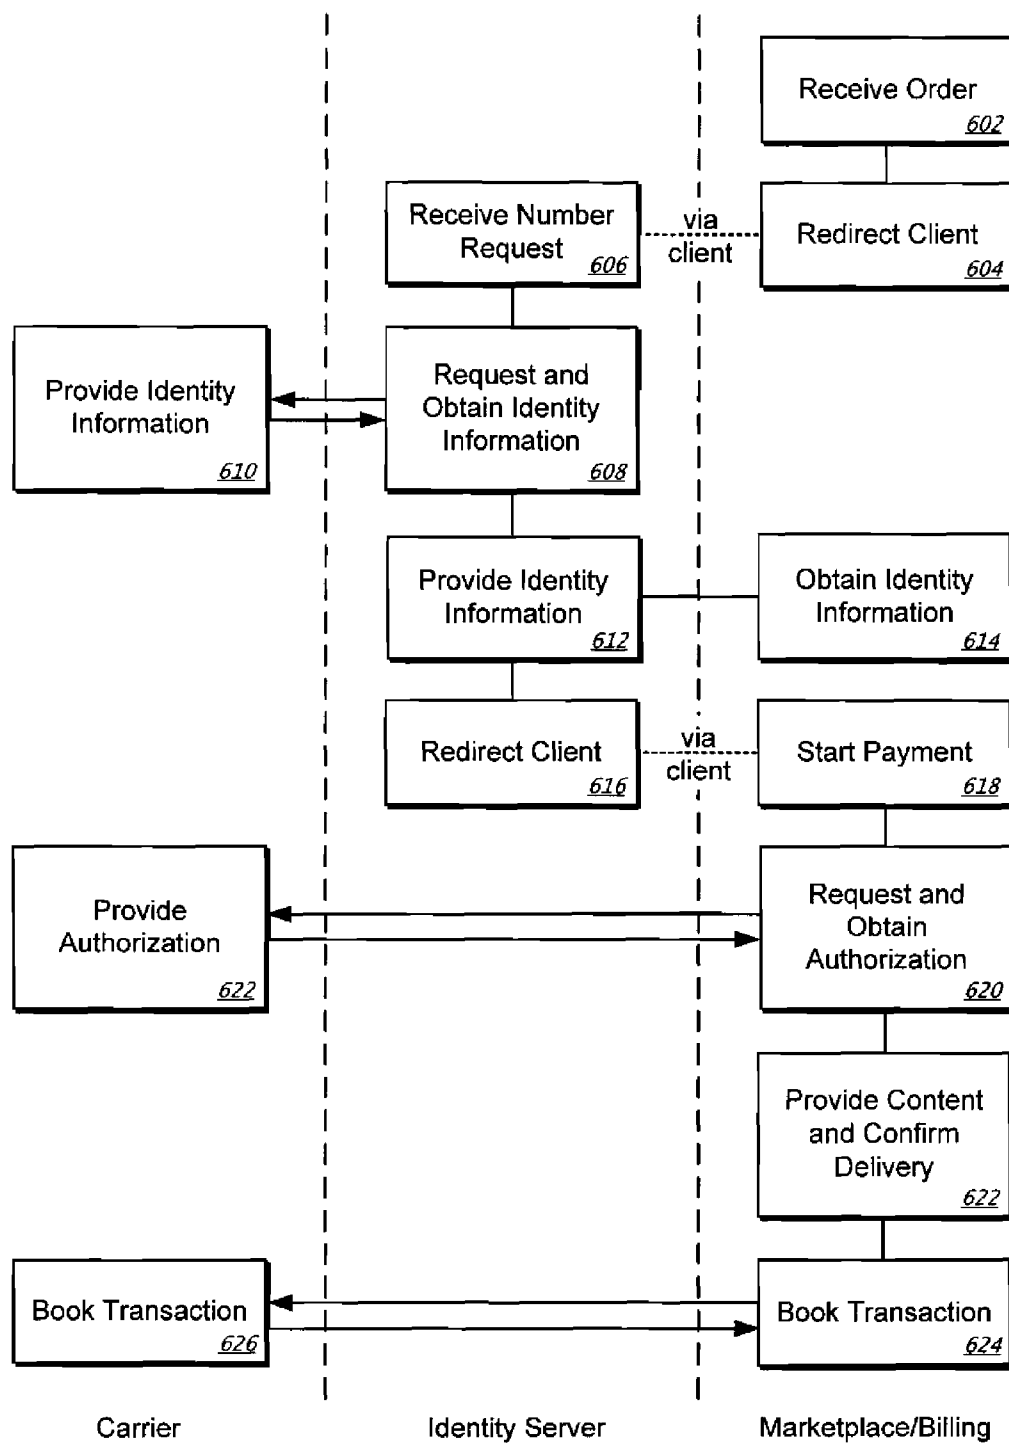 Receive Order
602
Receive Number
Request
606
via
client
Redirect Client
604
Provide Identity
Information
610
Request and
Obtain Identity
Information
608
Provide Identity
Information
612
Obtain Identity
Information
614
Redirect Client
616
via
client
Start Payment
618
Provide
Authorization
622
Request and
Obtain
Authorization
620
Provide Content
and Confirm
Delivery
622
Book Transaction
626
Book Transaction
624
Carrier
Identity Server
Marketplace/Billing